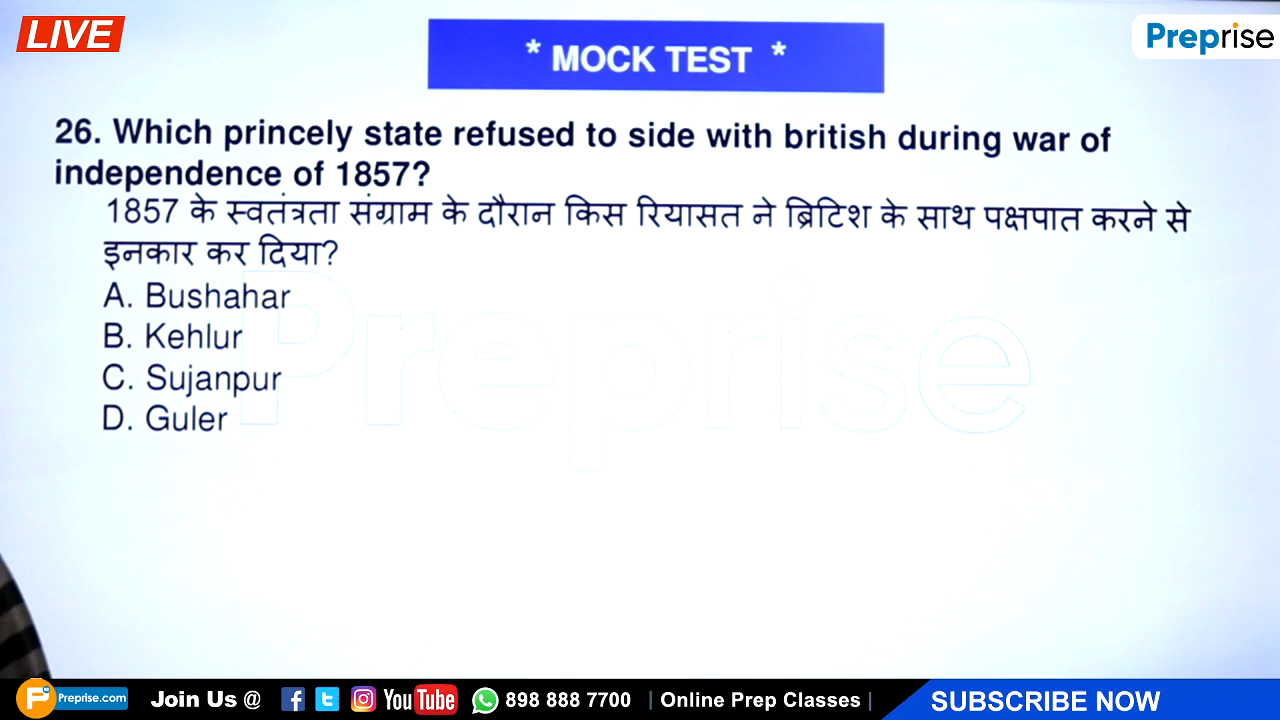 LIVE
* MOCK TEST *
Preprise
26. Which princely state refused to side with british during war of
independence of 1857?
1857 के स्वतंत्रता संग्राम के दौरान किस रियासत ने ब्रिटिश के साथ पक्षपात करने से
इनकार कर दिया?
A. Bushahar
B. Kehlur
C. Sujanpur
D. Guler
Preprise
Preprise.com Join Us @ YouTube 898 888 7700 | Online Prep Classes | SUBSCRIBE NOW